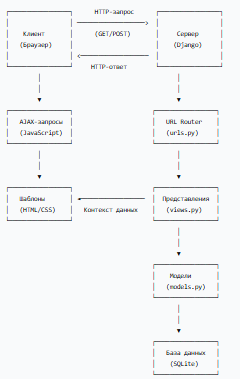 HTTP-запрос
Клиент
(Браузер)
(GET/POST)
Сервер
(Django)
HTTP-ответ
AJAX-запросы
(JavaScript)
URL Router
(urls.py)
Шаблоны
(HTML/CSS)
Контекст данных
Представления
(views.py)
Модели
(models.py)
База данных
(SQLite)